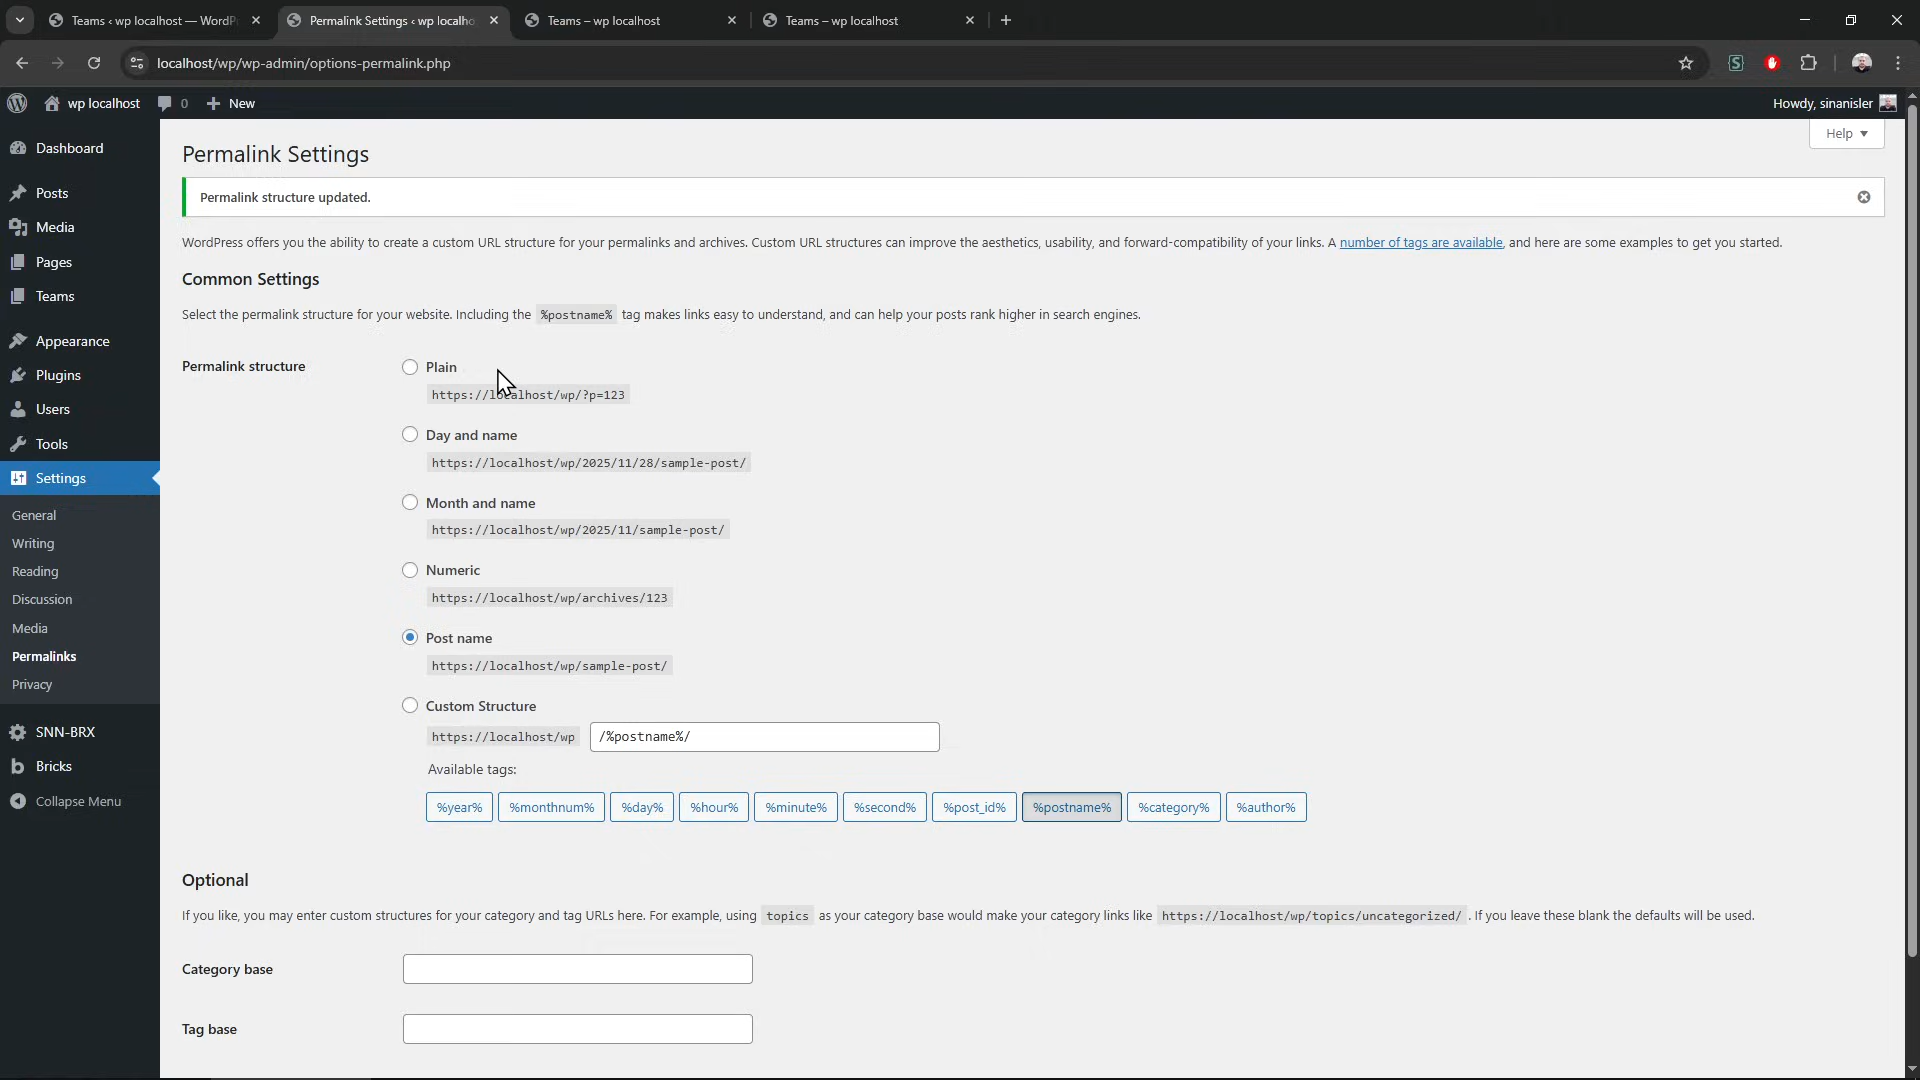 Teams ‹ wp localhost — WordPr
Permalink Settings ‹ wp localho
Teams – wp localhost
Teams – wp localhost
localhost/wp/wp-admin/options-permalink.php
wp localhost
0
New
Howdy, sinanisler
Help
Dashboard
Posts
Media
Pages
Teams
Appearance
Plugins
Users
Tools
Settings
General
Writing
Reading
Discussion
Media
Permalinks
Privacy
SNN-BRX
Bricks
Collapse Menu
Permalink Settings
Permalink structure updated.
WordPress offers you the ability to create a custom URL structure for your permalinks and archives. Custom URL structures can improve the aesthetics, usability, and forward-compatibility of your links. A number of tags are available, and here are some examples to get you started.
Common Settings
Select the permalink structure for your website. Including the %postname% tag makes links easy to understand, and can help your posts rank higher in search engines.
Permalink structure
Plain
https://localhost/wp/?p=123
Day and name
https://localhost/wp/2025/11/28/sample-post/
Month and name
https://localhost/wp/2025/11/sample-post/
Numeric
https://localhost/wp/archives/123
Post name
https://localhost/wp/sample-post/
Custom Structure
https://localhost/wp /%postname%/
Available tags:
%year% %monthnum% %day% %hour% %minute% %second% %post_id% %postname% %category% %author%
Optional
If you like, you may enter custom structures for your category and tag URLs here. For example, using topics as your category base would make your category links like https://localhost/wp/topics/uncategorized/ . If you leave these blank the defaults will be used.
Category base
Tag base